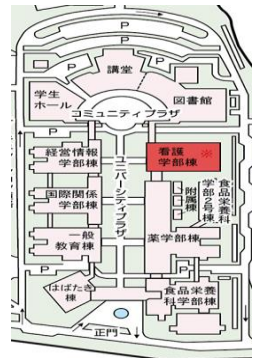 P
P
P
P
講堂
学生
ホール
図書館
コミュニティプラザ
P
P
経営情報
学部棟
看護
学部棟
ユニバーシティプラザ
国際関係
学部棟
附属棟
食品栄養科
学部2号棟
一般
教育棟
薬学部棟
P
P
はばたき
棟
食品栄養
科学部棟
正門